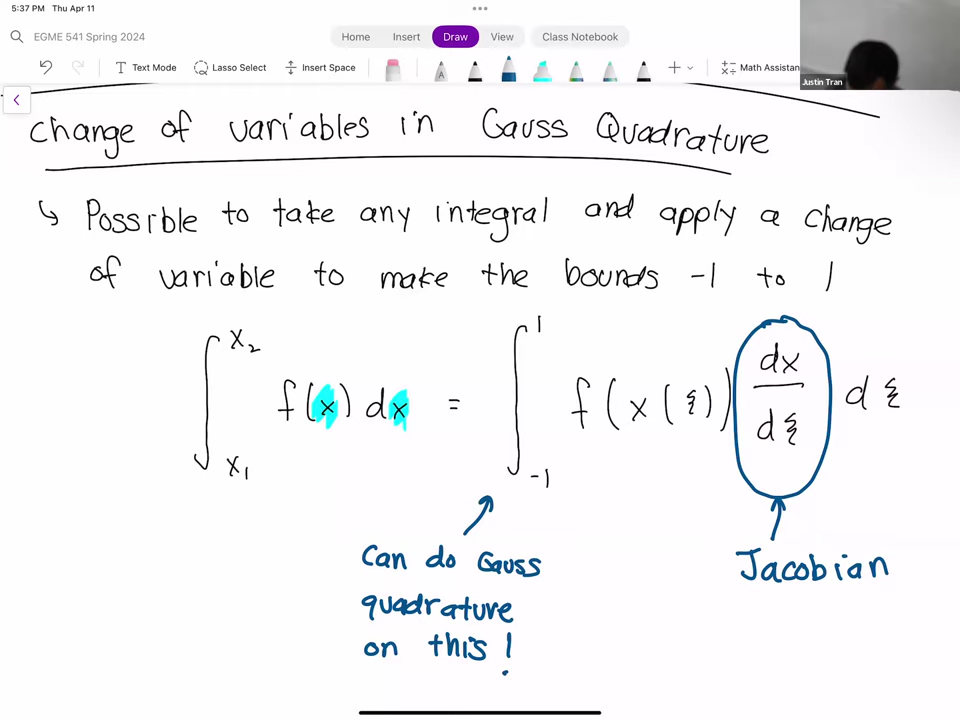 5:37 PM Thu Apr 11
EGME 541 Spring 2024
Home Insert Draw View Class Notebook
Text Mode Lasso Select Insert Space Math Assistan
Justin Tran
Change of variables in Gauss Quadrature
↳ Possible to take any integral and apply a change
of variable to make the bounds -1 to 1
∫_{x₁}^{x₂} f(x) dx = ∫_{-1}^{1} f(x(ξ)) dx/dξ dξ
Can do Gauss
quadrature
on this!
Jacobian